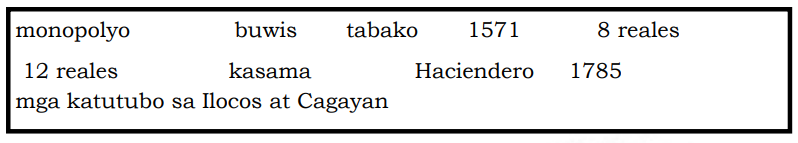 monopolyo buwis tabako 1571 8 reales
12 reales kasama Haciendero 1785
mga katutubo sa Ilocos at Cagayan